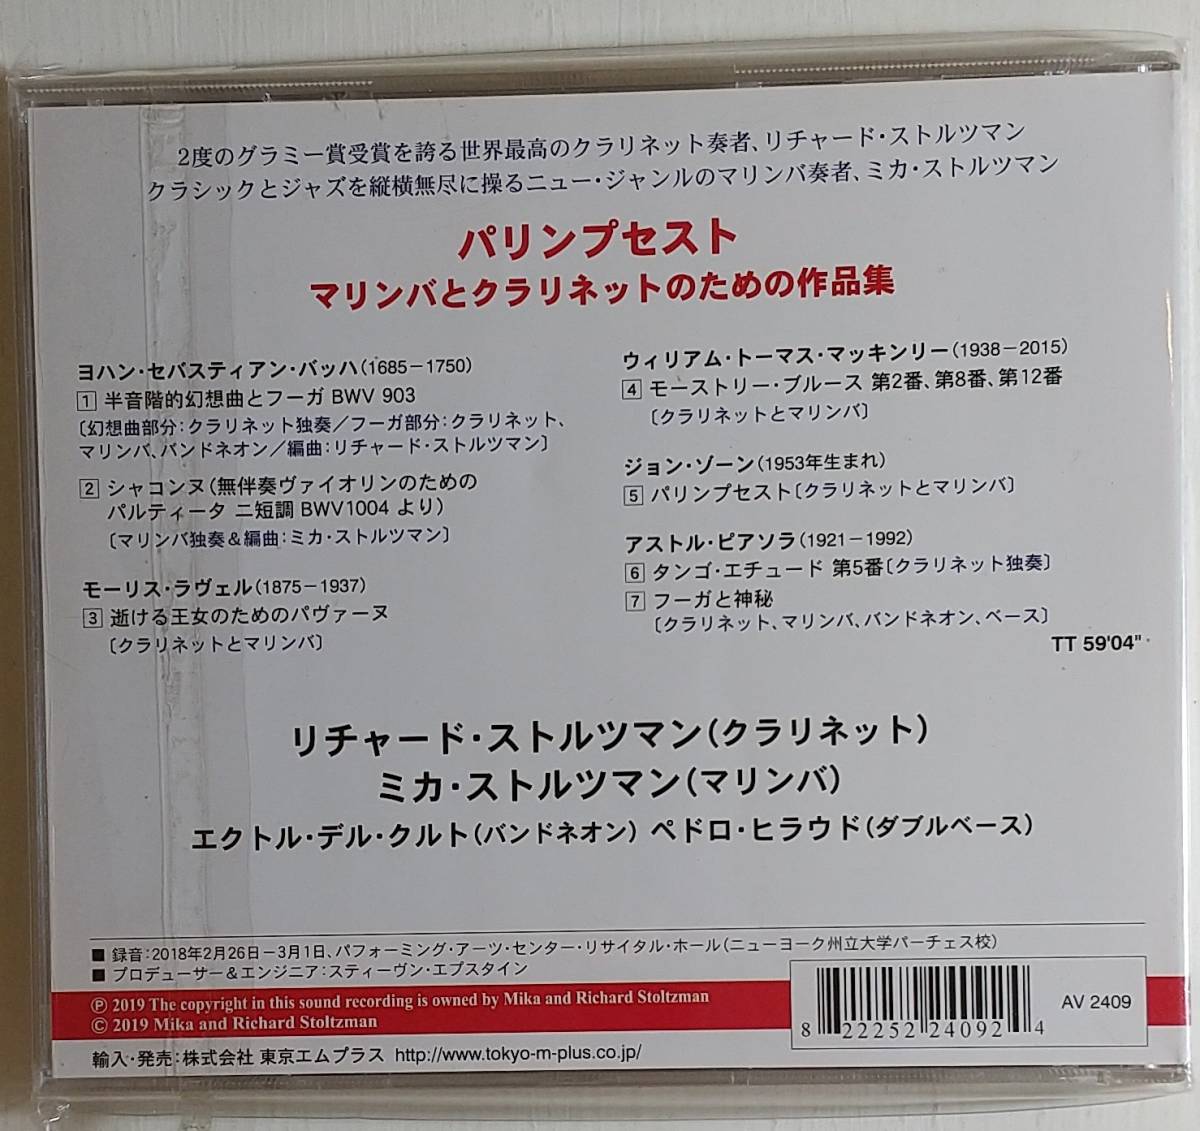 2度のグラミー賞受賞を誇る世界最高のクラリネット奏者、リチャード・ストルツマン
クラシックとジャズを縦横無尽に操るニュー・ジャンルのマリンバ奏者、ミカ・ストルツマン
パリンプセスト
マリンバとクラリネットのための作品集
ヨハン・セバスティアン・バッハ(1685−1750)
1 半音階的幻想曲とフーガ BWV 903
〔幻想曲部分:クラリネット独奏／フーガ部分:クラリネット、
マリンバ、バンドネオン／編曲:リチャード・ストルツマン〕
2 シャコンヌ(無伴奏ヴァイオリンのための
パルティータ ニ短調 BWV1004 より)
〔マリンバ独奏&編曲:ミカ・ストルツマン〕
モーリス・ラヴェル(1875−1937)
3 逝ける王女のためのパヴァーヌ
〔クラリネットとマリンバ〕
ウィリアム・トーマス・マッキンリー(1938−2015)
4 モーストリー・ブルース 第2番、第8番、第12番
〔クラリネットとマリンバ〕
ジョン・ゾーン(1953年生まれ)
5 パリンプセスト〔クラリネットとマリンバ〕
アストル・ピアソラ(1921−1992)
6 タンゴ・エチュード 第5番〔クラリネット独奏〕
7 フーガと神秘
〔クラリネット、マリンバ、バンドネオン、ベース〕
TT 59'04"
リチャード・ストルツマン(クラリネット)
ミカ・ストルツマン(マリンバ)
エクトル・デル・クルト(バンドネオン) ペドロ・ヒラウド(ダブルベース)
■ 録音:2018年2月26日−3月1日、パフォーミング・アーツ・センター・リサイタル・ホール(ニューヨーク州立大学パーチェス校)
■ プロデューサー&エンジニア:スティーヴン・エプスタイン
℗ 2019 The copyright in this sound recording is owned by Mika and Richard Stoltzman
© 2019 Mika and Richard Stoltzman
輸入・発売:株式会社 東京エムプラス http://www.tokyo-m-plus.co.jp/
8 22252 24092 4
AV 2409